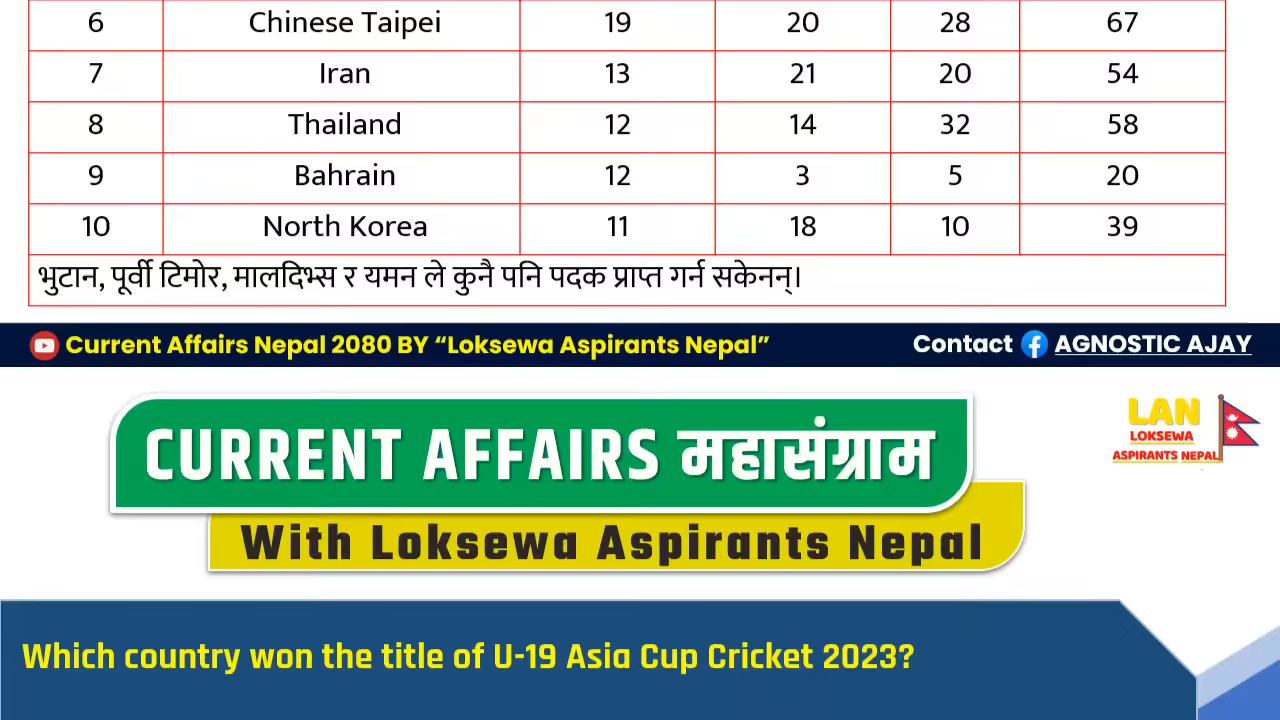 6 Chinese Taipei 19 20 28 67
7 Iran 13 21 20 54
8 Thailand 12 14 32 58
9 Bahrain 12 3 5 20
10 North Korea 11 18 10 39
भुटान, पूर्वी टिमोर, मालदिभ्स र यमन ले कुनै पनि पदक प्राप्त गर्न सकेनन्।
Current Affairs Nepal 2080 BY “Loksewa Aspirants Nepal” Contact AGNOSTIC AJAY
LAN
LOKSEWA
ASPIRANTS NEPAL
CURRENT AFFAIRS महासंग्राम
With Loksewa Aspirants Nepal
Which country won the title of U-19 Asia Cup Cricket 2023?